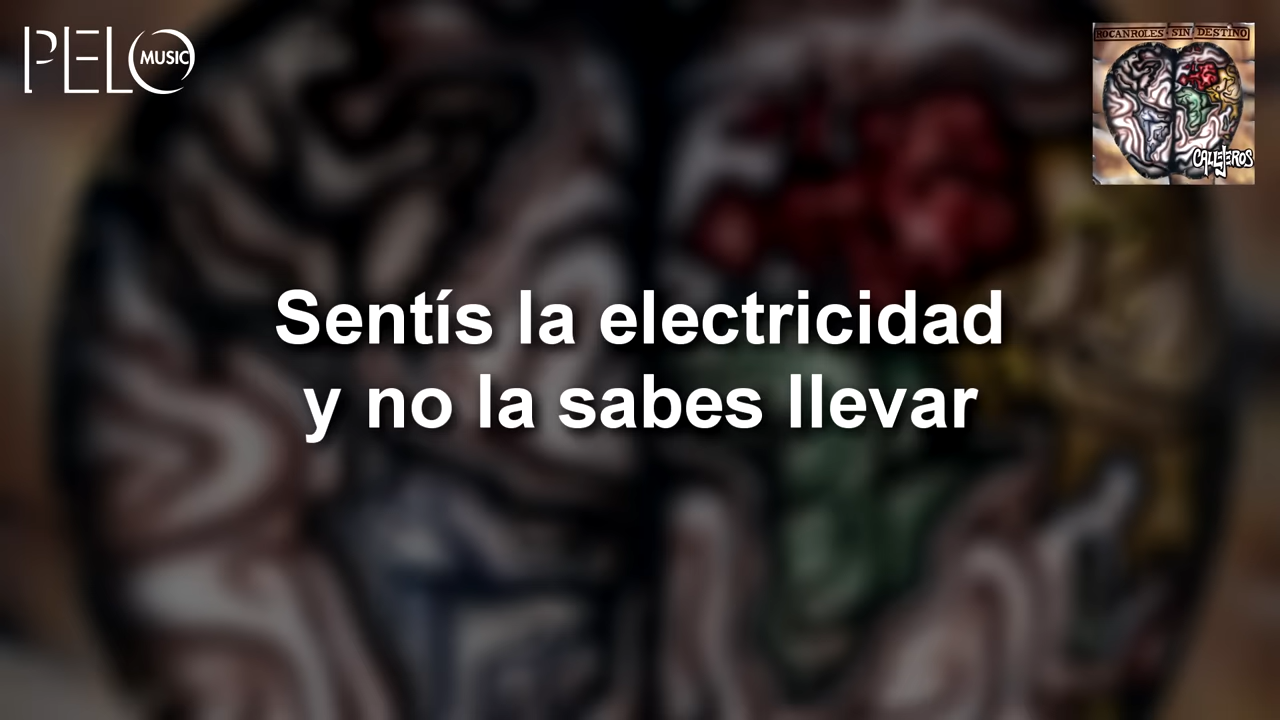 PELO MUSIC
ROCANROLES SIN DESTINO
CALLEJEROS
Sentís la electricidad
y no la sabes llevar